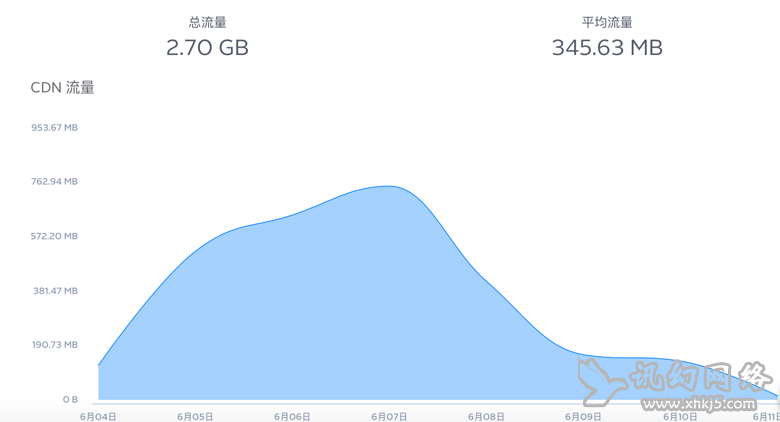 总流量
2.70 GB
平均流量
345.63 MB
CDN 流量
953.67 MB
762.94 MB
572.20 MB
381.47 MB
190.73 MB
0 B
6月04日
6月05日
6月06日
6月07日
6月08日
6月09日
6月10日
6月11日
讯幻网络
www.xhkj5.com